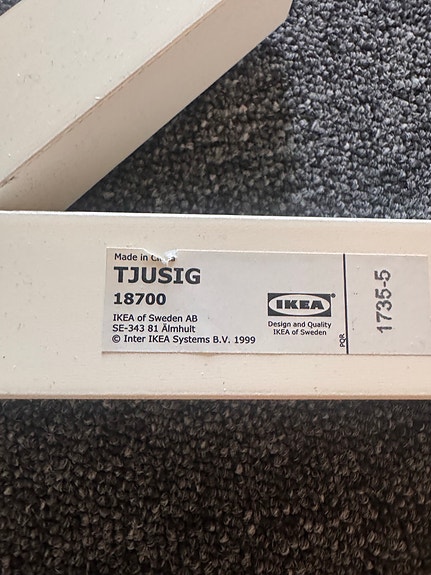 Made in
TJUSIG
18700
IKEA of Sweden AB
SE-343 81 Älmhult
© Inter IKEA Systems B.V. 1999
IKEA®
Design and Quality
IKEA of Sweden
PQR
1735-5